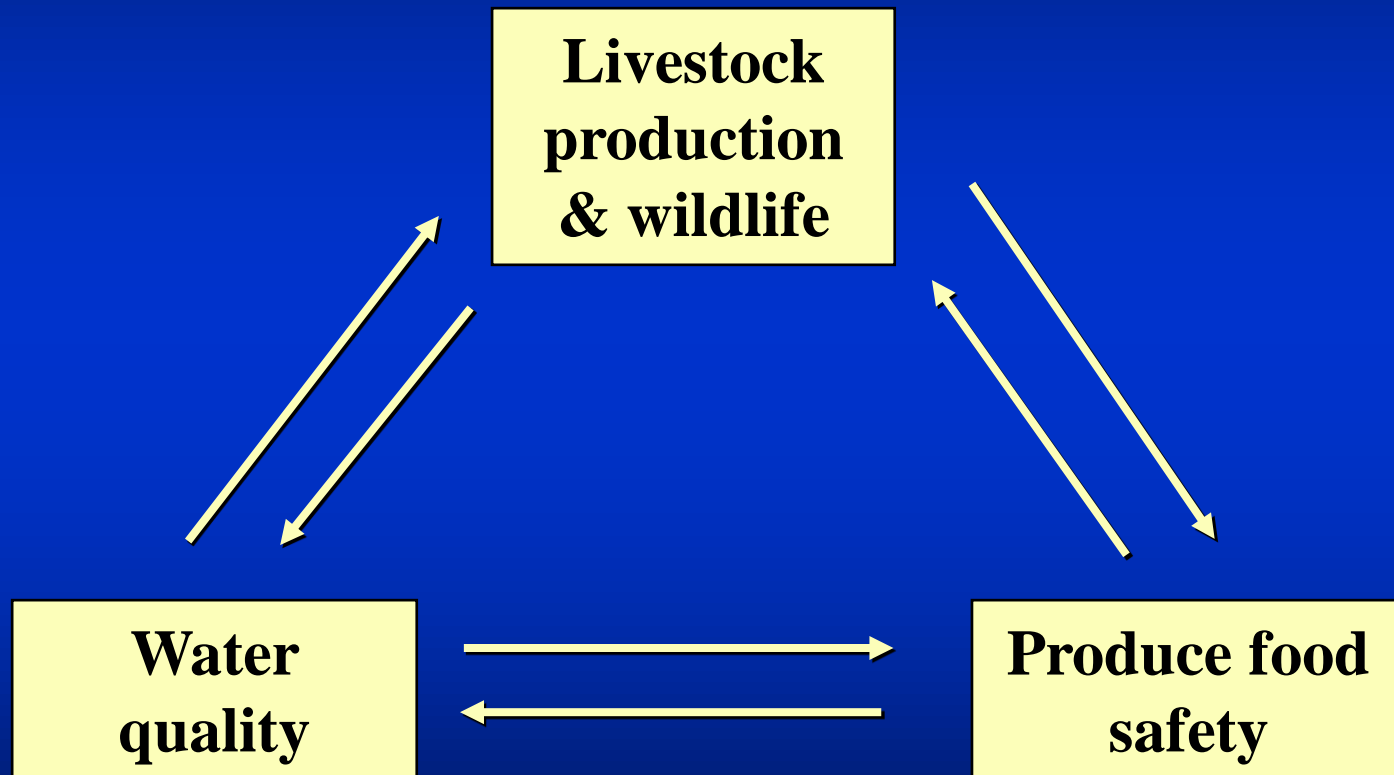 Livestock
production
& wildlife
Water
quality
Produce food
safety